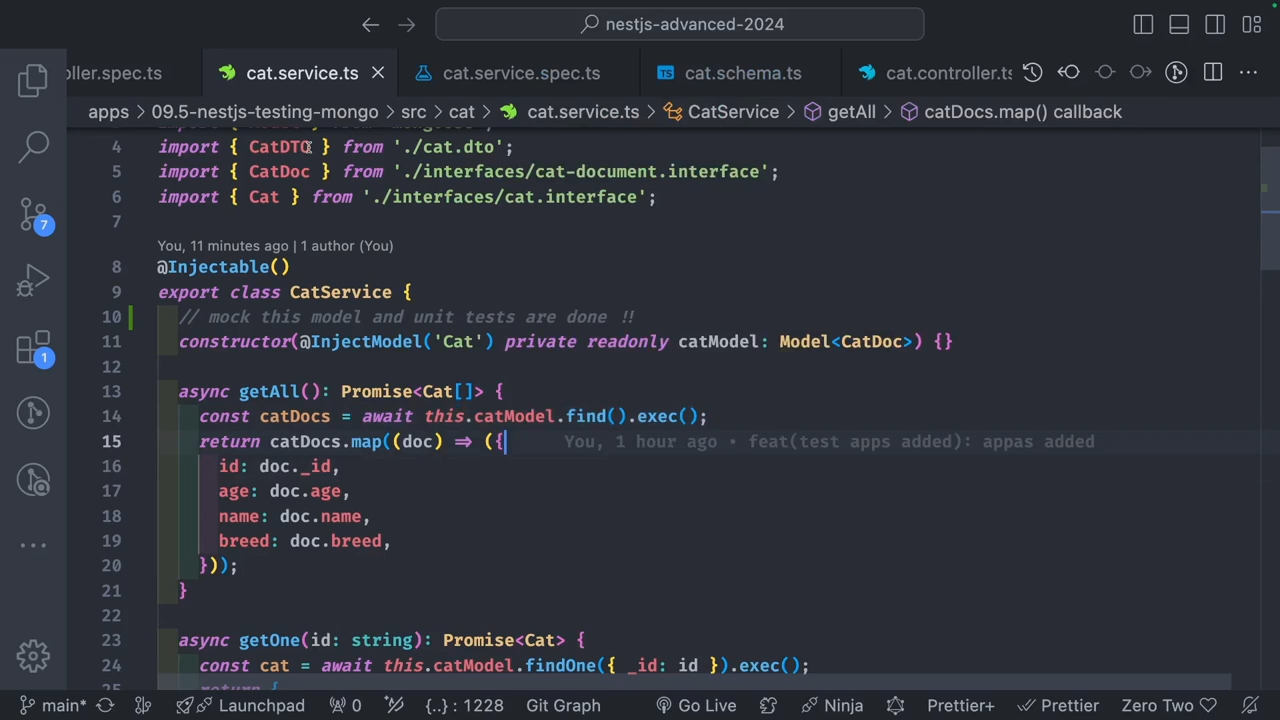 nestjs-advanced-2024
ller.spec.ts
cat.service.ts
cat.service.spec.ts
cat.schema.ts
cat.controller.ts
apps > 09.5-nestjs-testing-mongo > src > cat > cat.service.ts > CatService > getAll > catDocs.map() callback
4 import { CatDTO } from './cat.dto';
5 import { CatDoc } from './interfaces/cat-document.interface';
6 import { Cat } from './interfaces/cat.interface';
7
You, 11 minutes ago | 1 author (You)
8 @Injectable()
9 export class CatService {
10 // mock this model and unit tests are done !!
11 constructor(@InjectModel('Cat') private readonly catModel: Model<CatDoc>) {}
12
13 async getAll(): Promise<Cat[]> {
14 const catDocs = await this.catModel.find().exec();
15 return catDocs.map((doc) => ({ You, 1 hour ago • feat(test apps added): appas added
16 id: doc._id,
17 age: doc.age,
18 name: doc.name,
19 breed: doc.breed,
20 }));
21 }
22
23 async getOne(id: string): Promise<Cat> {
24 const cat = await this.catModel.findOne({ _id: id }).exec();
25 return {
7
1
main* Launchpad 0 {..} : 1228 Git Graph Go Live Ninja Prettier+ Prettier Zero Two